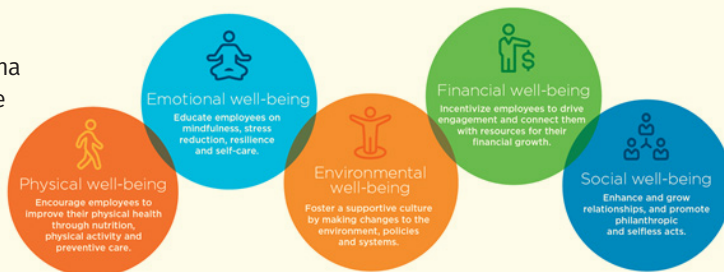 na
e
Physical well-being
Encourage employees to
improve their physical health
through nutrition,
physical activity and
preventive care.
Emotional well-being
Educate employees on
mindfulness, stress
reduction, resilience
and self-care.
Environmental
well-being
Foster a supportive culture
by making changes to the
environment, policies
and systems.
$
Financial well-being
Incentivize employees to drive
engagement and connect them
with resources for their
financial growth.
Social well-being
Enhance and grow
relationships, and promote
philanthropic
and selfless acts.